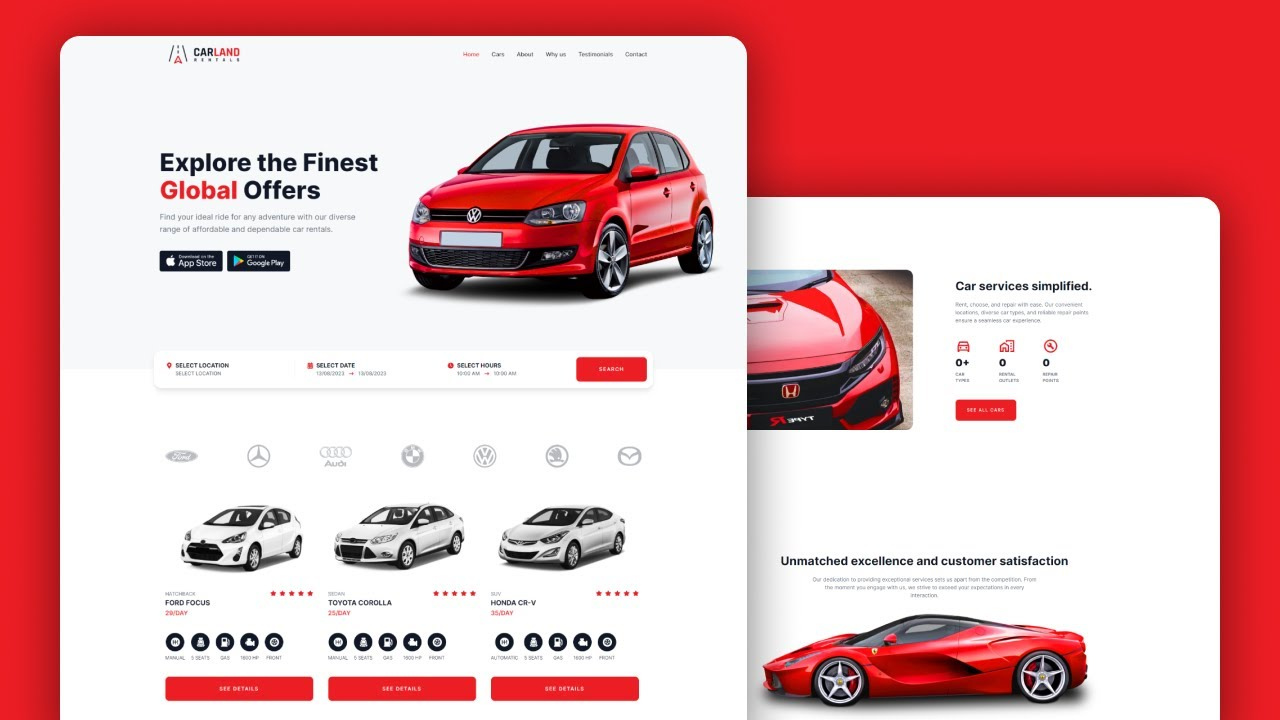 CARLAND
RENTALS
Home Cars About Why us Testimonials Contact
Explore the Finest
Global Offers
Find your ideal ride for any adventure with our diverse
range of affordable and dependable car rentals.
Download on the
App Store
GET IT ON
Google Play
SELECT LOCATION
SELECT LOCATION
SELECT DATE
13/08/2023 → 13/08/2023
SELECT HOURS
10:00 AM → 10:00 AM
SEARCH
Ford
Audi
HATCHBACK
FORD FOCUS
29/DAY
MANUAL 5 SEATS GAS 1600 HP FRONT
SEE DETAILS
SEDAN
TOYOTA COROLLA
25/DAY
MANUAL 5 SEATS GAS 1600 HP FRONT
SEE DETAILS
SUV
HONDA CR-V
35/DAY
AUTOMATIC 5 SEATS GAS 1600 HP FRONT
SEE DETAILS
TYPE R
Car services simplified.
Rent, choose, and repair with ease. Our convenient
locations, diverse car types, and reliable repair points
ensure a seamless car experience.
0+
CAR
TYPES
0
RENTAL
OUTLETS
0
REPAIR
POINTS
SEE ALL CARS
Unmatched excellence and customer satisfaction
Our dedication to providing exceptional services sets us apart from the competition. From
the moment you engage with us, we strive to exceed your expectations in every
interaction.